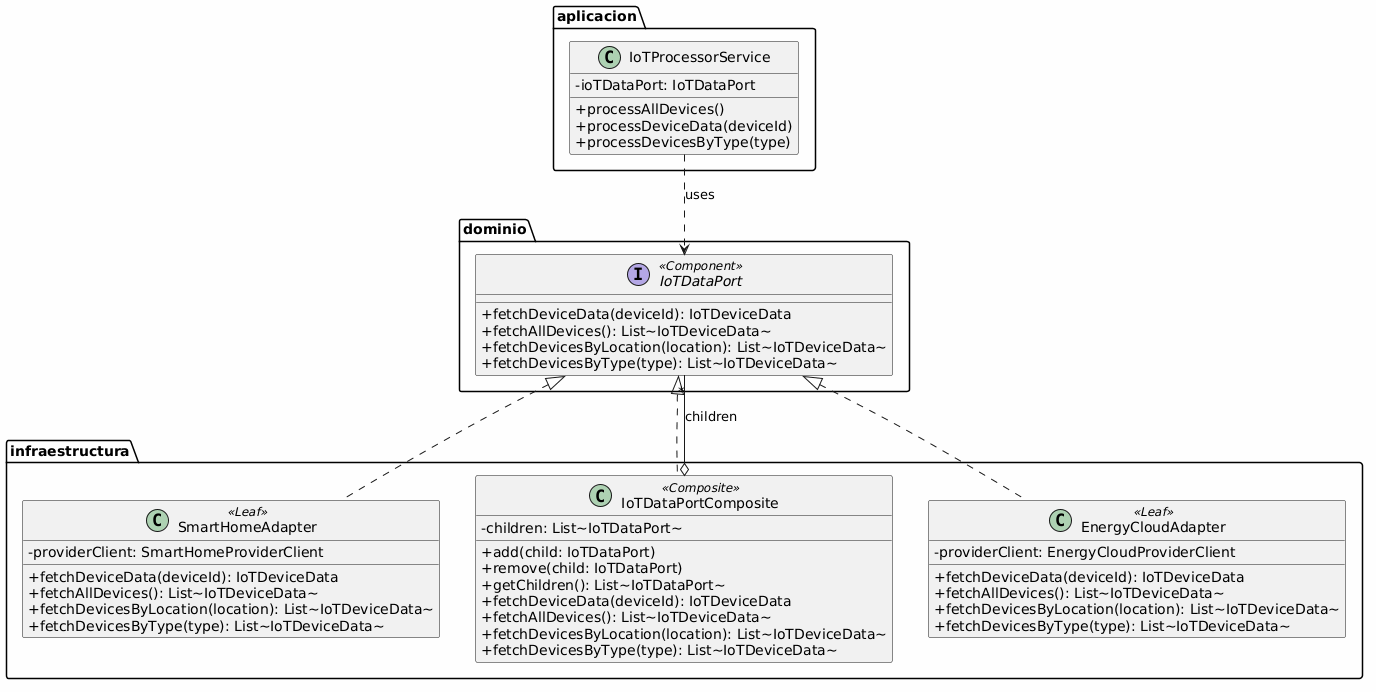 aplicacion
C IoTProcessorService
-ioTDataPort: IoTDataPort
+processAllDevices()
+processDeviceData(deviceId)
+processDevicesByType(type)
uses
dominio
«Component»
I IoTDataPort
+fetchDeviceData(deviceId): IoTDeviceData
+fetchAllDevices(): List~IoTDeviceData~
+fetchDevicesByLocation(location): List~IoTDeviceData~
+fetchDevicesByType(type): List~IoTDeviceData~
*
children
infraestructura
«Leaf»
C SmartHomeAdapter
-providerClient: SmartHomeProviderClient
+fetchDeviceData(deviceId): IoTDeviceData
+fetchAllDevices(): List~IoTDeviceData~
+fetchDevicesByLocation(location): List~IoTDeviceData~
+fetchDevicesByType(type): List~IoTDeviceData~
«Composite»
C IoTDataPortComposite
-children: List~IoTDataPort~
+add(child: IoTDataPort)
+remove(child: IoTDataPort)
+getChildren(): List~IoTDataPort~
+fetchDeviceData(deviceId): IoTDeviceData
+fetchAllDevices(): List~IoTDeviceData~
+fetchDevicesByLocation(location): List~IoTDeviceData~
+fetchDevicesByType(type): List~IoTDeviceData~
«Leaf»
C EnergyCloudAdapter
-providerClient: EnergyCloudProviderClient
+fetchDeviceData(deviceId): IoTDeviceData
+fetchAllDevices(): List~IoTDeviceData~
+fetchDevicesByLocation(location): List~IoTDeviceData~
+fetchDevicesByType(type): List~IoTDeviceData~